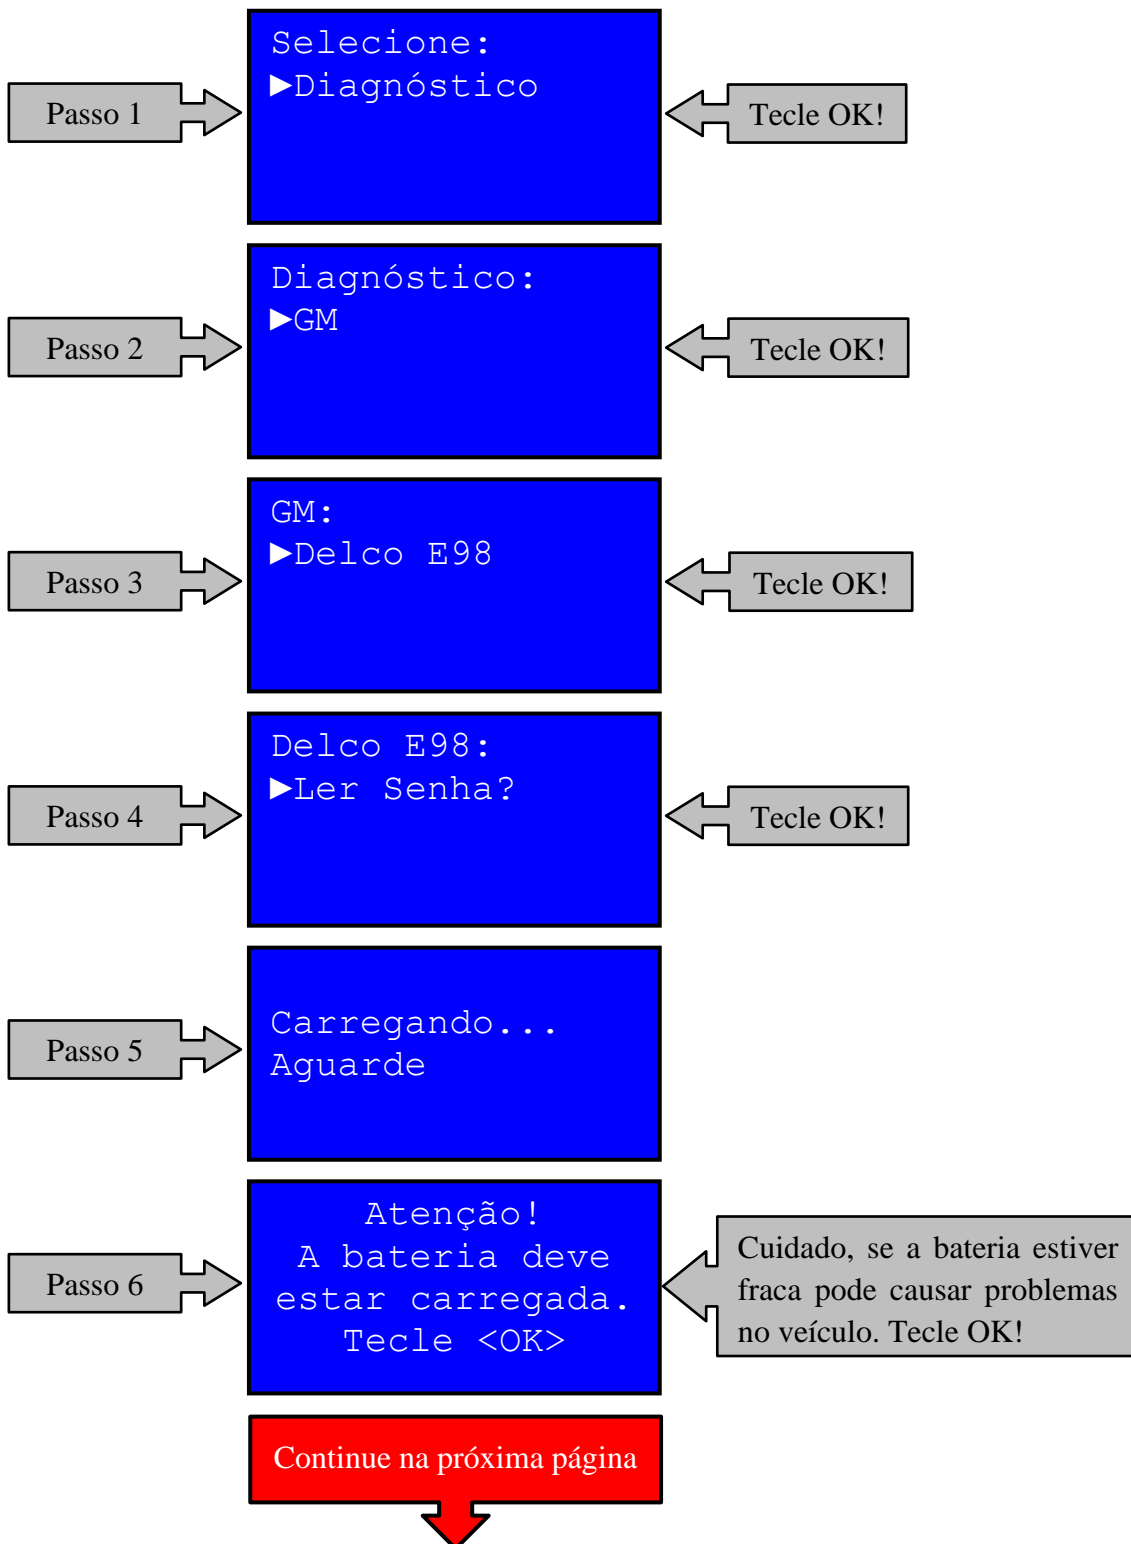 Selecione:
►Diagnóstico
Passo 1
Tecle OK!
Diagnóstico:
►GM
Passo 2
Tecle OK!
GM:
►Delco E98
Passo 3
Tecle OK!
Delco E98:
►Ler Senha?
Passo 4
Tecle OK!
Carregando...
Aguarde
Passo 5
Atenção!
A bateria deve
estar carregada.
Tecle <OK>
Passo 6
Cuidado, se a bateria estiver
fraca pode causar problemas
no veículo. Tecle OK!
Continue na próxima página